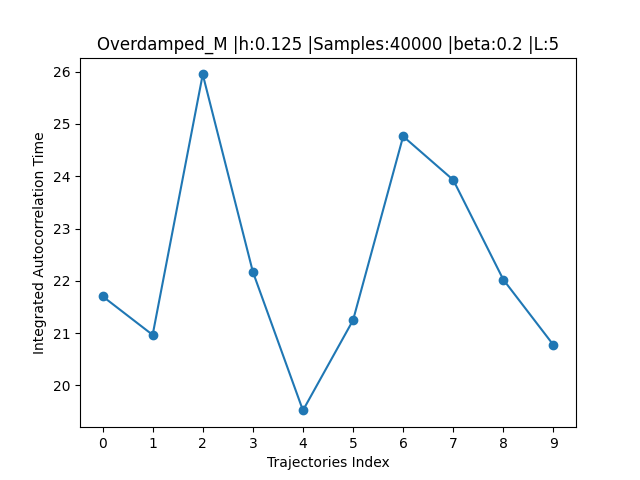 Overdamped_M |h:0.125 |Samples:40000 |beta:0.2 |L:5
Integrated Autocorrelation Time
26
25
24
23
22
21
20
0 1 2 3 4 5 6 7 8 9
Trajectories Index